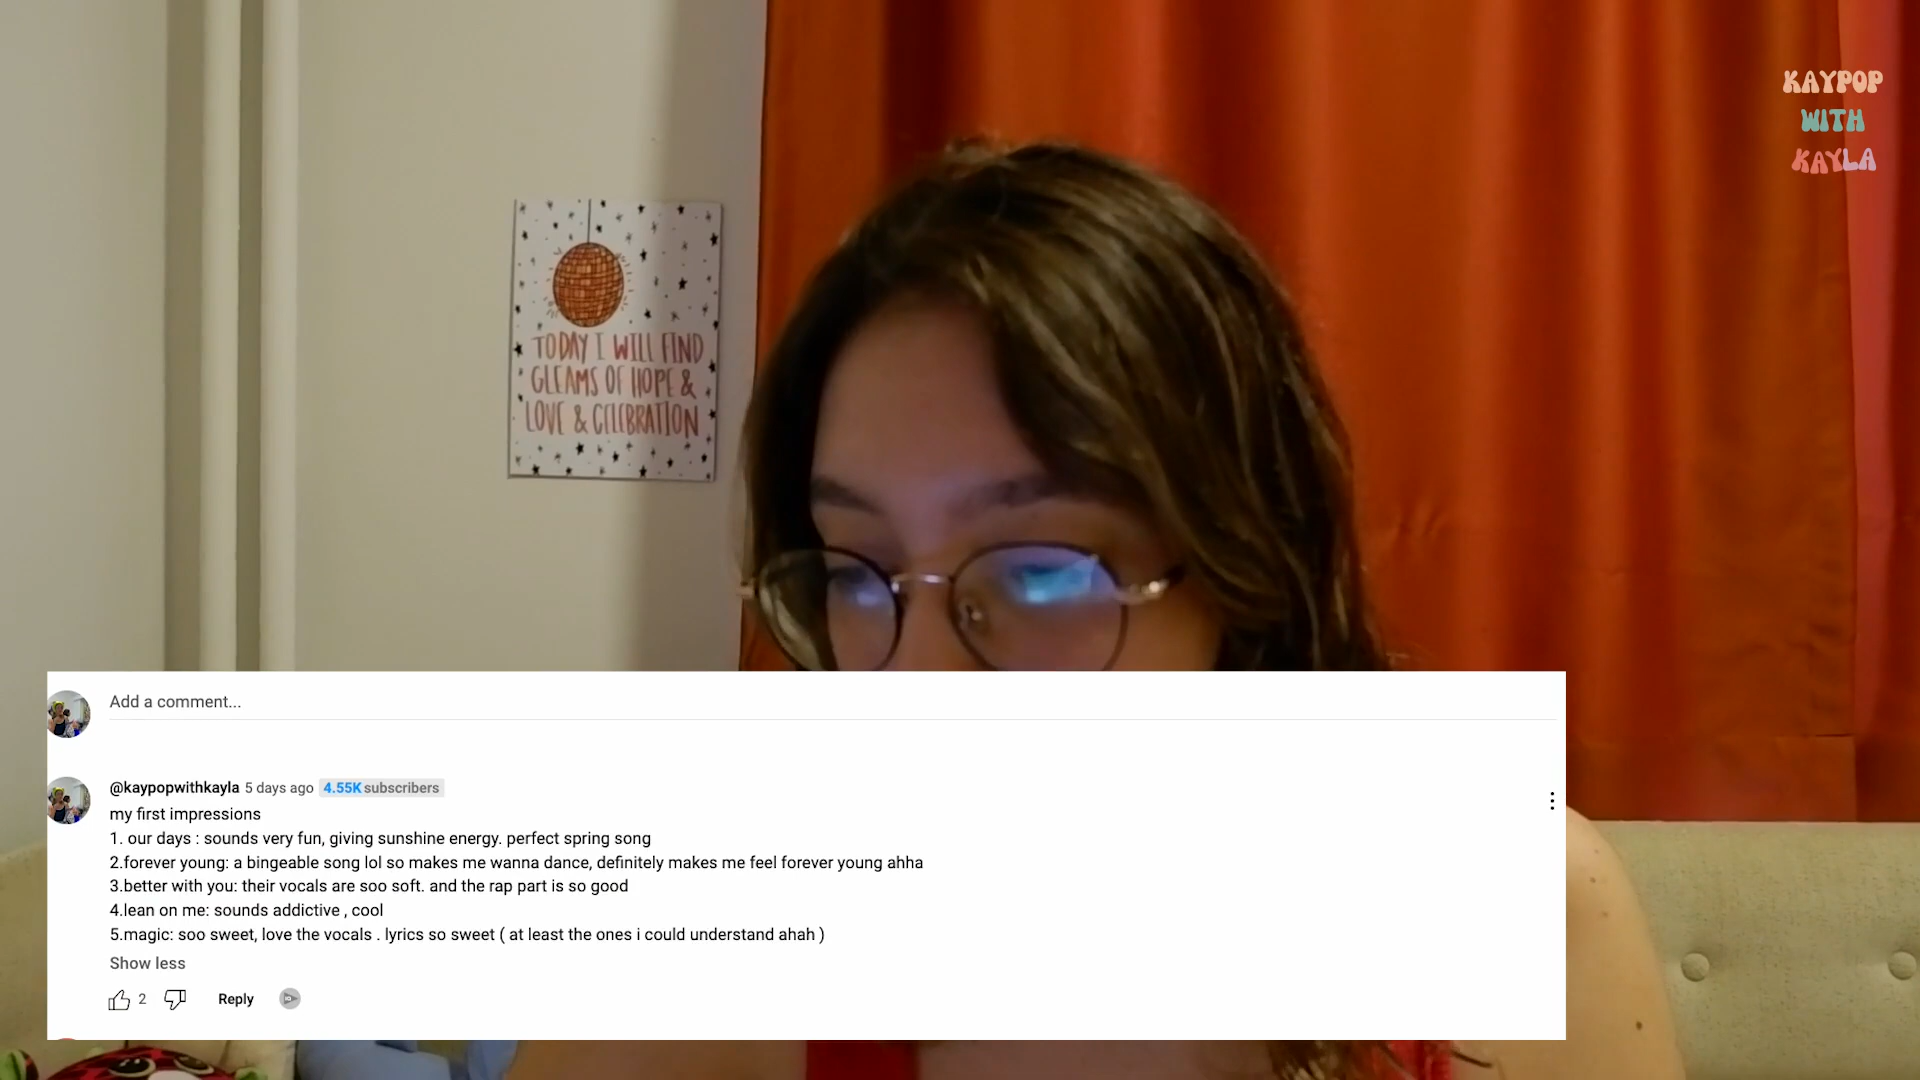 KAYPOP
WITH
KAYLA
TODAY I WILL FIND
GLEAMS OF HOPE &
LOVE & CELEBRATION
Add a comment...
@kaypopwithkayla 5 days ago 4.55K subscribers
my first impressions
1. our days : sounds very fun, giving sunshine energy. perfect spring song
2.forever young: a bingeable song lol so makes me wanna dance, definitely makes me feel forever young ahha
3.better with you: their vocals are soo soft. and the rap part is so good
4.lean on me: sounds addictive , cool
5.magic: soo sweet, love the vocals . lyrics so sweet ( at least the ones i could understand ahah )
Show less
2 Reply